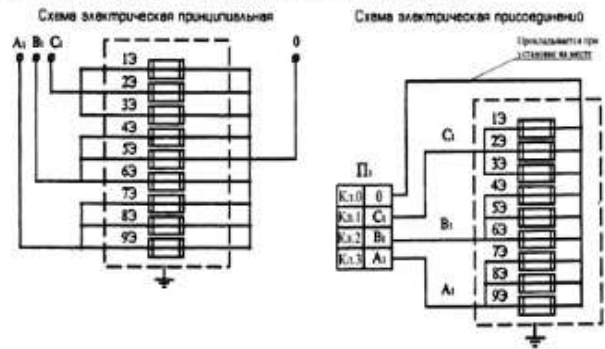 Схема электрическая принципиальная
A1 B1 C1 0
1Э
2Э
3Э
4Э
5Э
6Э
7Э
8Э
9Э
Схема электрическая присоединений
Прокладывается при
установке на месте
C1
B1
A1
П1
Кл.0 0
Кл.1 C1
Кл.2 B1
Кл.3 A1
1Э
2Э
3Э
4Э
5Э
6Э
7Э
8Э
9Э